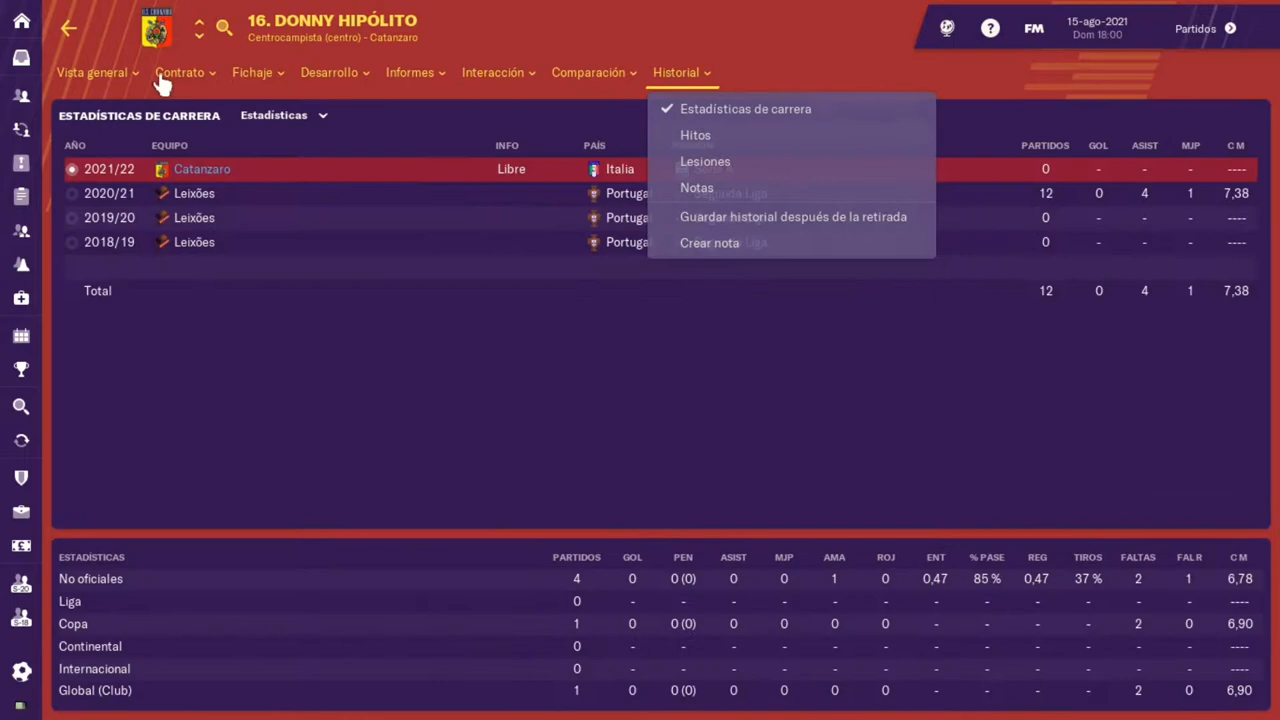 16. DONNY HIPÓLITO
Centrocampista (centro) - Catanzaro
FM
15-ago-2021
Dom 18:00
Partidos
Vista general
Contrato
Fichaje
Desarrollo
Informes
Interacción
Comparación
Historial
ESTADÍSTICAS DE CARRERA Estadísticas
Estadísticas de carrera
Hitos
Lesiones
Notas
Guardar historial después de la retirada
Crear nota
AÑO EQUIPO INFO PAÍS PARTIDOS GOL ASIST MJP C M
2021/22 Catanzaro Libre Italia 0 - - - ----
2020/21 Leixões Portugal 12 0 4 1 7,38
2019/20 Leixões Portugal 0 - - - ----
2018/19 Leixões Portugal 0 - - - ----
Total 12 0 4 1 7,38
ESTADÍSTICAS PARTIDOS GOL PEN ASIST MJP AMA ROJ ENT % PASE REG TIROS FALTAS FAL R C M
No oficiales 4 0 0 (0) 0 0 1 0 0,47 85 % 0,47 37 % 2 1 6,78
Liga 0 - - - - - - - - - - - - ----
Copa 1 0 0 (0) 0 0 0 0 - - - - 2 0 6,90
Continental 0 - - - - - - - - - - - - ----
Internacional 0 - - - - - - - - - - - - ----
Global (Club) 1 0 0 (0) 0 0 0 0 - - - - 2 0 6,90
S-20
S-18